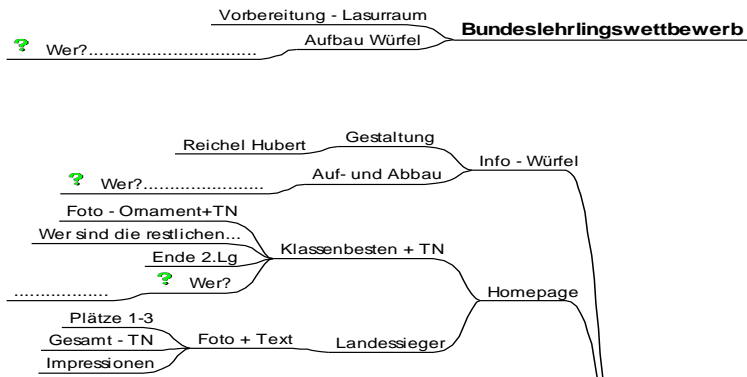 Vorbereitung - Lasurraum
Bundeslehrlingswettbewerb
Aufbau Würfel
? Wer?...............................
Gestaltung
Reichel Hubert
Info - Würfel
Auf- und Abbau
? Wer?......................
Foto - Ornament+TN
Wer sind die restlichen...
Klassenbesten + TN
Ende 2.Lg
? Wer?
.................
Homepage
Plätze 1-3
Gesamt - TN
Foto + Text
Landessieger
Impressionen